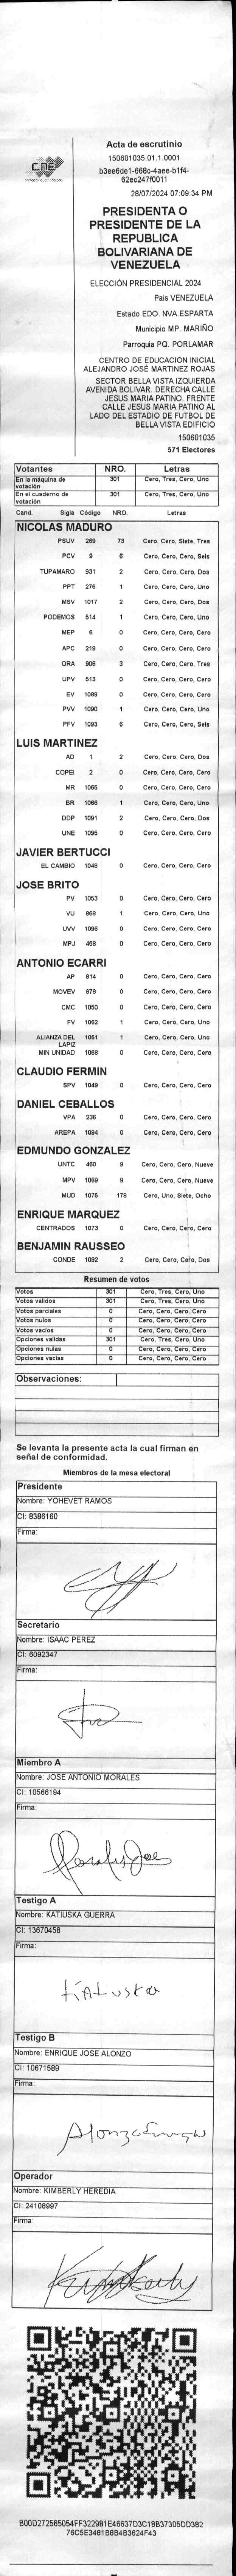 CNE
Acta de escrutinio
150601035.01.1.0001
b3ee6de1-668c-4aee-b1f4-
62ec247f0011
28/07/2024 07:09:34 PM
PRESIDENTA O
PRESIDENTE DE LA
REPUBLICA
BOLIVARIANA DE
VENEZUELA
ELECCIÓN PRESIDENCIAL 2024
País VENEZUELA
Estado EDO. NVA.ESPARTA
Municipio MP. MARIÑO
Parroquia PQ. PORLAMAR
CENTRO DE EDUCACION INICIAL
ALEJANDRO JOSÉ MARTINEZ ROJAS
SECTOR BELLA VISTA IZQUIERDA
AVENIDA BOLIVAR. DERECHA CALLE
JESUS MARIA PATINO. FRENTE
CALLE JESUS MARIA PATINO AL
LADO DEL ESTADIO DE FUTBOL DE
BELLA VISTA EDIFICIO
150601035
571 Electores
Votantes NRO. Letras
En la máquina de votación 301 Cero, Tres, Cero, Uno
En el cuaderno de votación 301 Cero, Tres, Cero, Uno
Cand. Sigla Código NRO. Letras
NICOLAS MADURO
PSUV 269 73 Cero, Cero, Siete, Tres
PCV 9 6 Cero, Cero, Cero, Seis
TUPAMARO 931 2 Cero, Cero, Cero, Dos
PPT 276 1 Cero, Cero, Cero, Uno
MSV 1017 2 Cero, Cero, Cero, Dos
PODEMOS 514 1 Cero, Cero, Cero, Uno
MEP 6 0 Cero, Cero, Cero, Cero
APC 219 0 Cero, Cero, Cero, Cero
ORA 906 3 Cero, Cero, Cero, Tres
UPV 513 0 Cero, Cero, Cero, Cero
EV 1089 0 Cero, Cero, Cero, Cero
PVV 1090 1 Cero, Cero, Cero, Uno
PFV 1093 6 Cero, Cero, Cero, Seis
LUIS MARTINEZ
AD 1 2 Cero, Cero, Cero, Dos
COPEI 2 0 Cero, Cero, Cero, Cero
MR 1065 0 Cero, Cero, Cero, Cero
BR 1066 1 Cero, Cero, Cero, Uno
DDP 1091 2 Cero, Cero, Cero, Dos
UNE 1095 0 Cero, Cero, Cero, Cero
JAVIER BERTUCCI
EL CAMBIO 1048 0 Cero, Cero, Cero, Cero
JOSE BRITO
PV 1053 0 Cero, Cero, Cero, Cero
VU 868 1 Cero, Cero, Cero, Uno
UVV 1096 0 Cero, Cero, Cero, Cero
MPJ 458 0 Cero, Cero, Cero, Cero
ANTONIO ECARRI
AP 914 0 Cero, Cero, Cero, Cero
MOVEV 878 0 Cero, Cero, Cero, Cero
CMC 1050 0 Cero, Cero, Cero, Cero
FV 1062 1 Cero, Cero, Cero, Uno
ALIANZA DEL LAPIZ 1051 1 Cero, Cero, Cero, Uno
MIN UNIDAD 1068 0 Cero, Cero, Cero, Cero
CLAUDIO FERMIN
SPV 1049 0 Cero, Cero, Cero, Cero
DANIEL CEBALLOS
VPA 236 0 Cero, Cero, Cero, Cero
AREPA 1094 0 Cero, Cero, Cero, Cero
EDMUNDO GONZALEZ
UNTC 460 9 Cero, Cero, Cero, Nueve
MPV 1069 9 Cero, Cero, Cero, Nueve
MUD 1075 178 Cero, Uno, Siete, Ocho
ENRIQUE MARQUEZ
CENTRADOS 1073 0 Cero, Cero, Cero, Cero
BENJAMIN RAUSSEO
CONDE 1092 2 Cero, Cero, Cero, Dos
Resumen de votos
Votos 301 Cero, Tres, Cero, Uno
Votos válidos 301 Cero, Tres, Cero, Uno
Votos parciales 0 Cero, Cero, Cero, Cero
Votos nulos 0 Cero, Cero, Cero, Cero
Votos vacíos 0 Cero, Cero, Cero, Cero
Opciones validas 301 Cero, Tres, Cero, Uno
Opciones nulas 0 Cero, Cero, Cero, Cero
Opciones vacías 0 Cero, Cero, Cero, Cero
Observaciones:
Se levanta la presente acta la cual firman en
señal de conformidad.
Miembros de la mesa electoral
Presidente
Nombre: YOHEVET RAMOS
CI: 8386160
Firma:
Secretario
Nombre: ISAAC PEREZ
CI: 6092347
Firma:
Miembro A
Nombre: JOSE ANTONIO MORALES
CI: 10566194
Firma:
Testigo A
Nombre: KATIUSKA GUERRA
CI: 13670458
Firma:
Katuska
Testigo B
Nombre: ENRIQUE JOSE ALONZO
CI: 10671589
Firma:
Operador
Nombre: KIMBERLY HEREDIA
CI: 24108997
Firma:
Kimberly
B00D272565054FF322981E46637D3C18B37305DD382
76C5E3481B8B4B3624F43